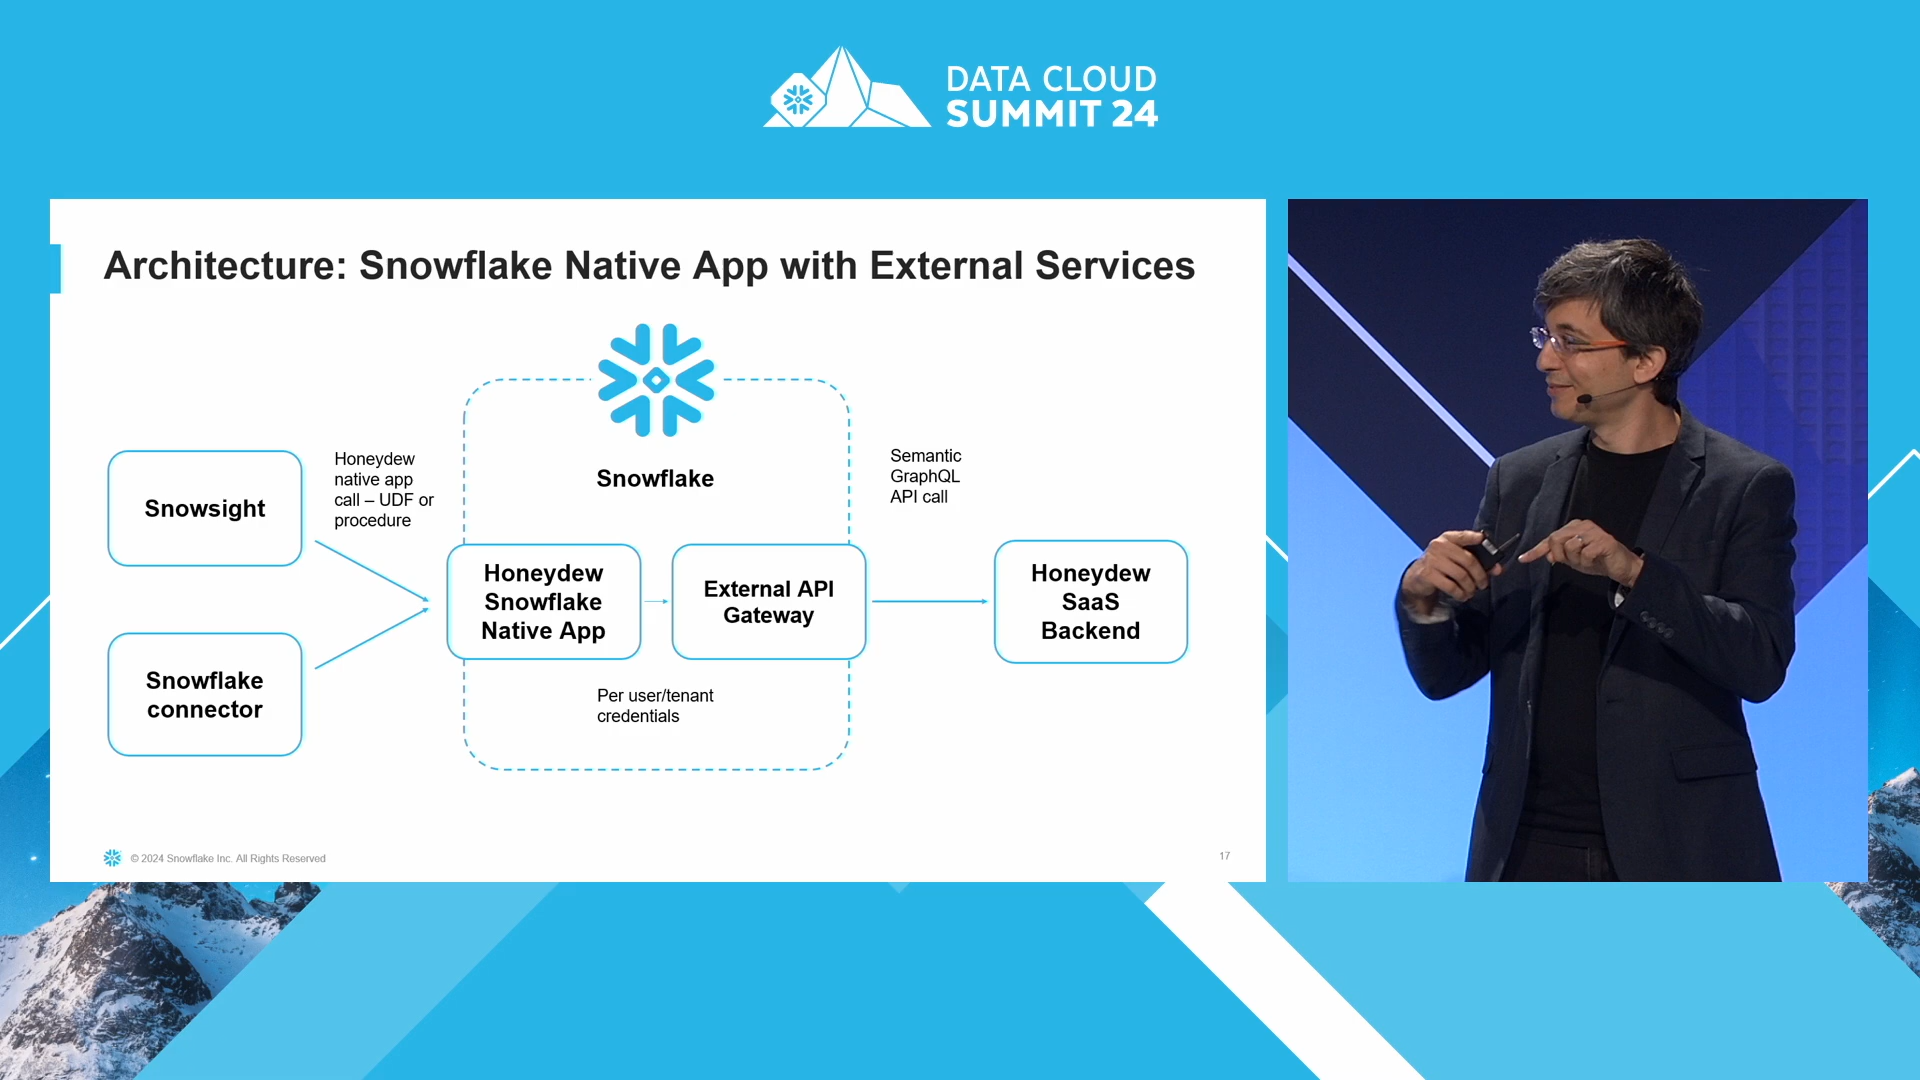 DATA CLOUD
SUMMIT 24
Architecture: Snowflake Native App with External Services
Snowflake
Snowsight
Honeydew
native app
call – UDF or
procedure
Semantic
GraphQL
API call
Honeydew
Snowflake
Native App
External API
Gateway
Honeydew
SaaS
Backend
Snowflake
connector
Per user/tenant
credentials
© 2024 Snowflake Inc. All Rights Reserved
17